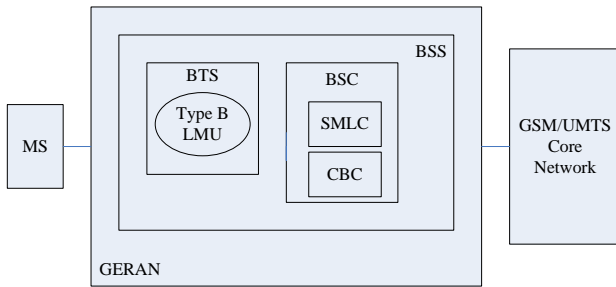 BSS
BTS
BSC
Type B
LMU
SMLC
CBC
MS
GSM/UMTS
Core
Network
GERAN